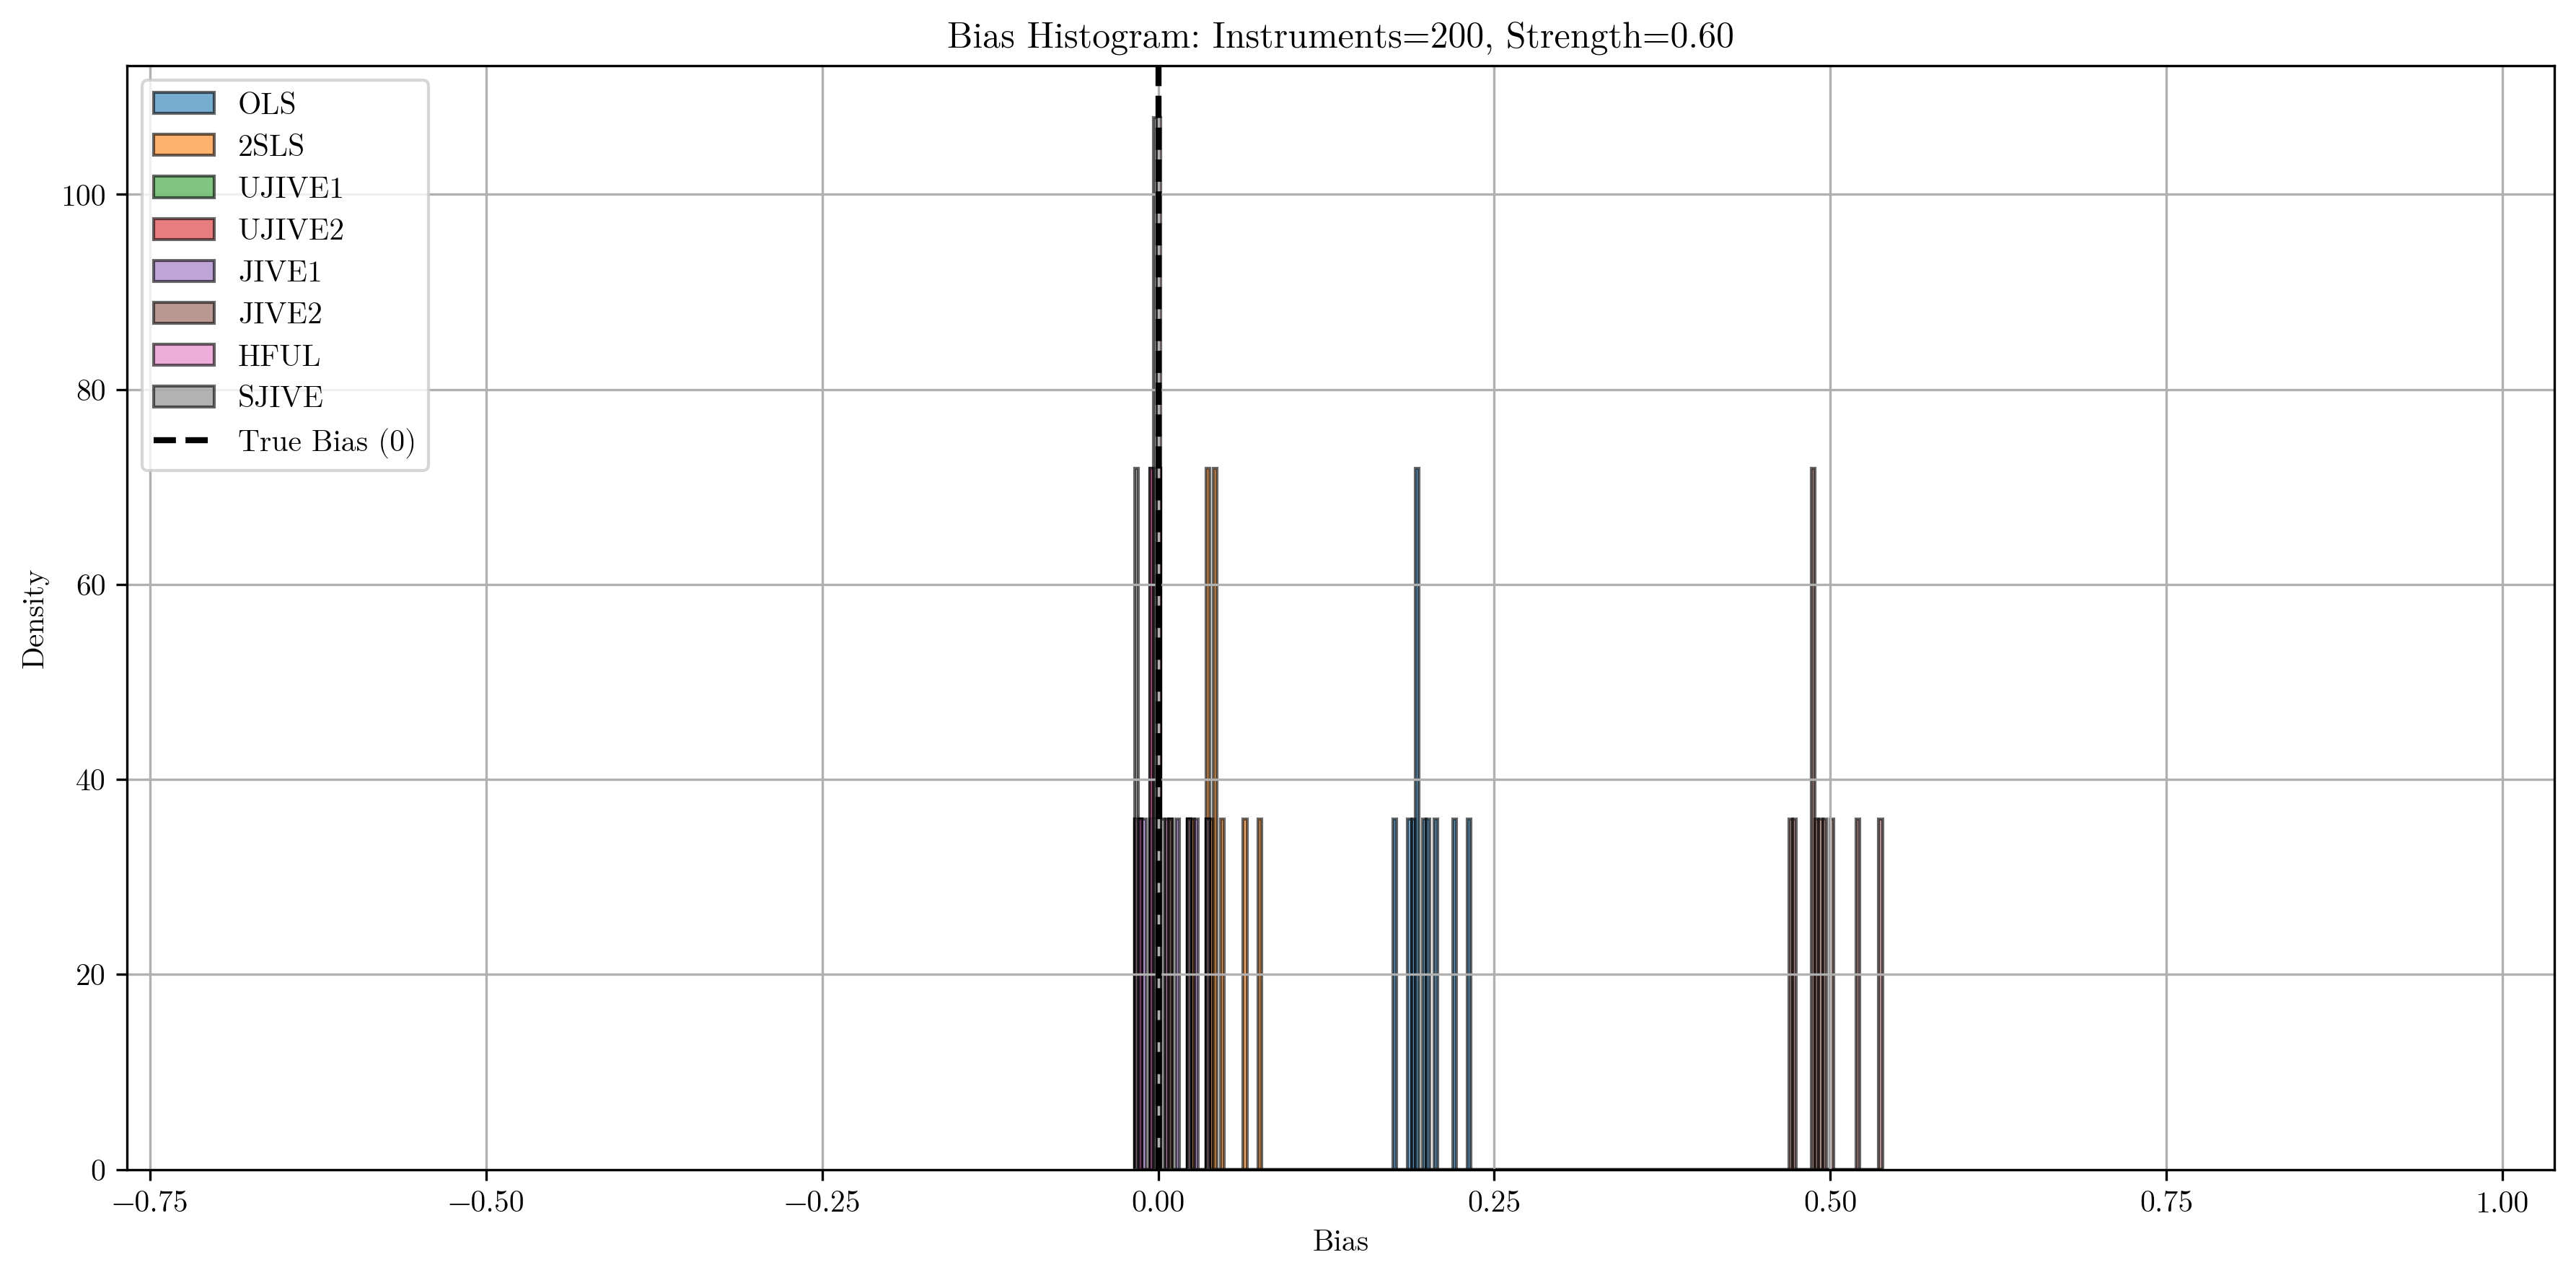 Bias Histogram: Instruments=200, Strength=0.60
OLS
2SLS
UJIVE1
UJIVE2
JIVE1
JIVE2
HFUL
SJIVE
True Bias (0)
Density
100
80
60
40
20
0
−0.75 −0.50 −0.25 0.00 0.25 0.50 0.75 1.00
Bias